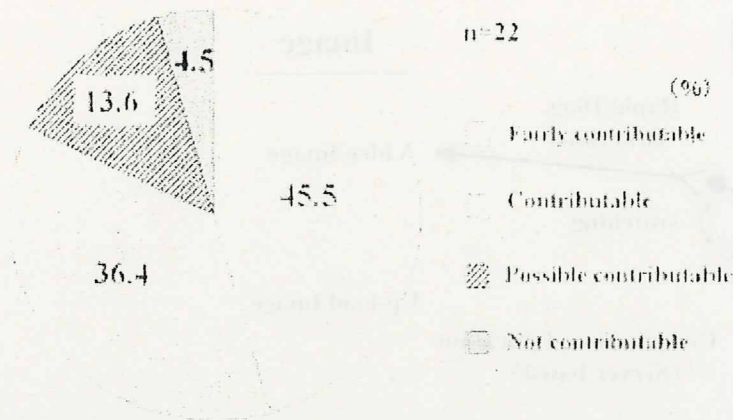 n=22
(%)
4.5
13.6
45.5
36.4
Fairly contributable
Contributable
Possible contributable
Not contributable